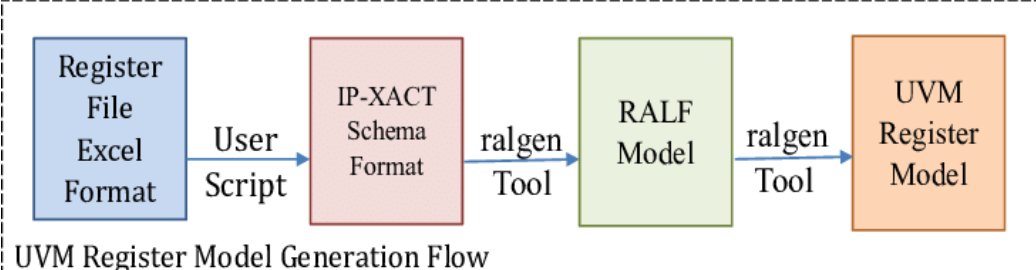 Register
File
Excel
Format
User
Script
IP-XACT
Schema
Format
ralgen
Tool
RALF
Model
ralgen
Tool
UVM
Register
Model
UVM Register Model Generation Flow